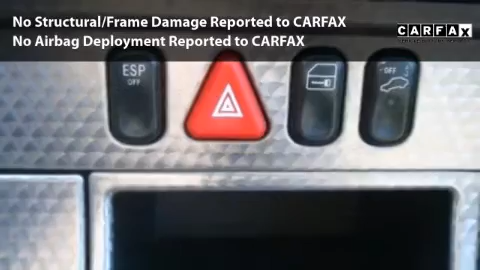 No Structural/Frame Damage Reported to CARFAX
No Airbag Deployment Reported to CARFAX
CARFAX
ESP
OFF
OFF